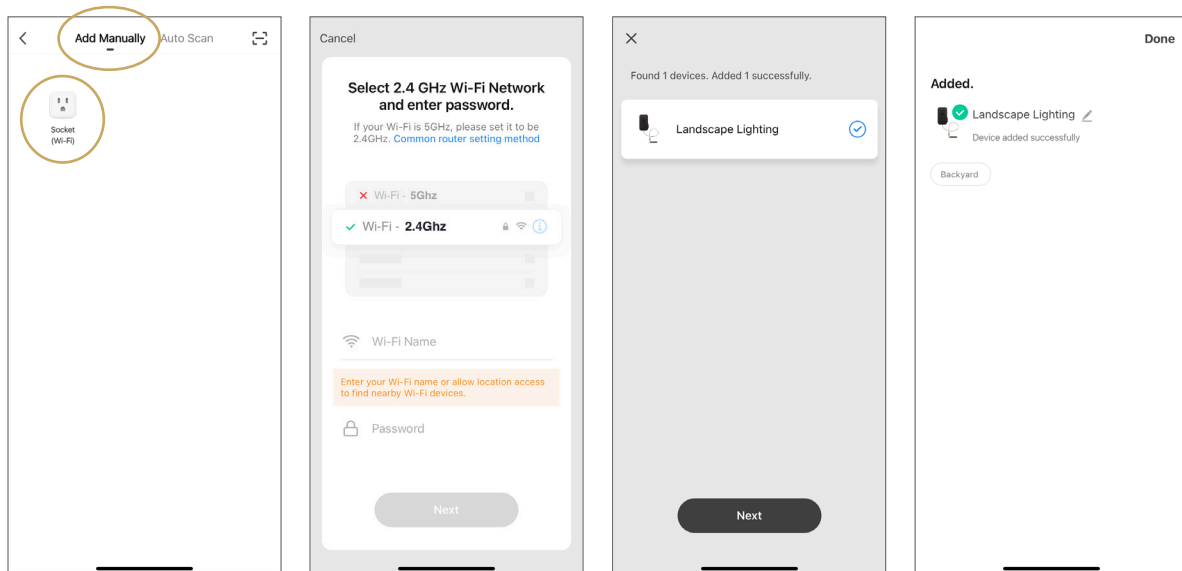 Add Manually Auto Scan
Socket
(Wi-Fi)
Cancel
Select 2.4 GHz Wi-Fi Network
and enter password.
If your Wi-Fi is 5GHz, please set it to be
2.4GHz. Common router setting method
Wi-Fi - 5Ghz
Wi-Fi - 2.4Ghz
Wi-Fi Name
Enter your Wi-Fi name or allow location access
to find nearby Wi-Fi devices.
Password
Next
Found 1 devices. Added 1 successfully.
Landscape Lighting
Next
Done
Added.
Landscape Lighting
Device added successfully
Backyard